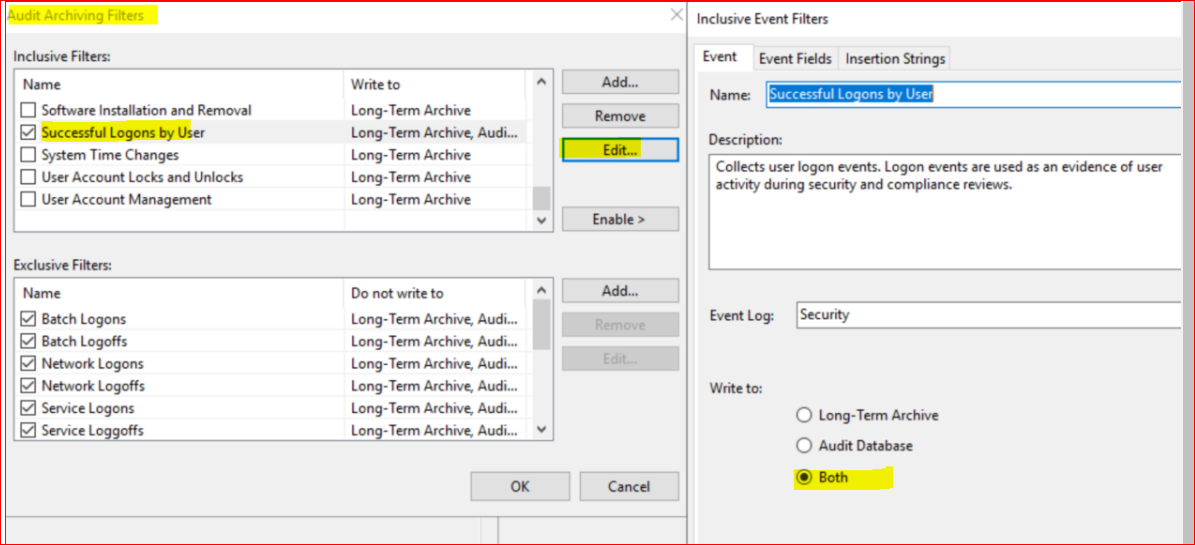 Audit Archiving Filters
Inclusive Filters:
Name Write to
Software Installation and Removal Long-Term Archive
Successful Logons by User Long-Term Archive, Audi...
System Time Changes Long-Term Archive
User Account Locks and Unlocks Long-Term Archive
User Account Management Long-Term Archive
Add...
Remove
Edit...
Enable >
Exclusive Filters:
Name Do not write to
Batch Logons Long-Term Archive, Audi...
Batch Logoffs Long-Term Archive, Audi...
Network Logons Long-Term Archive, Audi...
Network Logoffs Long-Term Archive, Audi...
Service Logons Long-Term Archive, Audi...
Service Loggoffs Long-Term Archive, Audi...
Add...
Remove
Edit...
OK Cancel
Inclusive Event Filters
Event Event Fields Insertion Strings
Name: Successful Logons by User
Description:
Collects user logon events. Logon events are used as an evidence of user
activity during security and compliance reviews.
Event Log: Security
Write to:
Long-Term Archive
Audit Database
Both